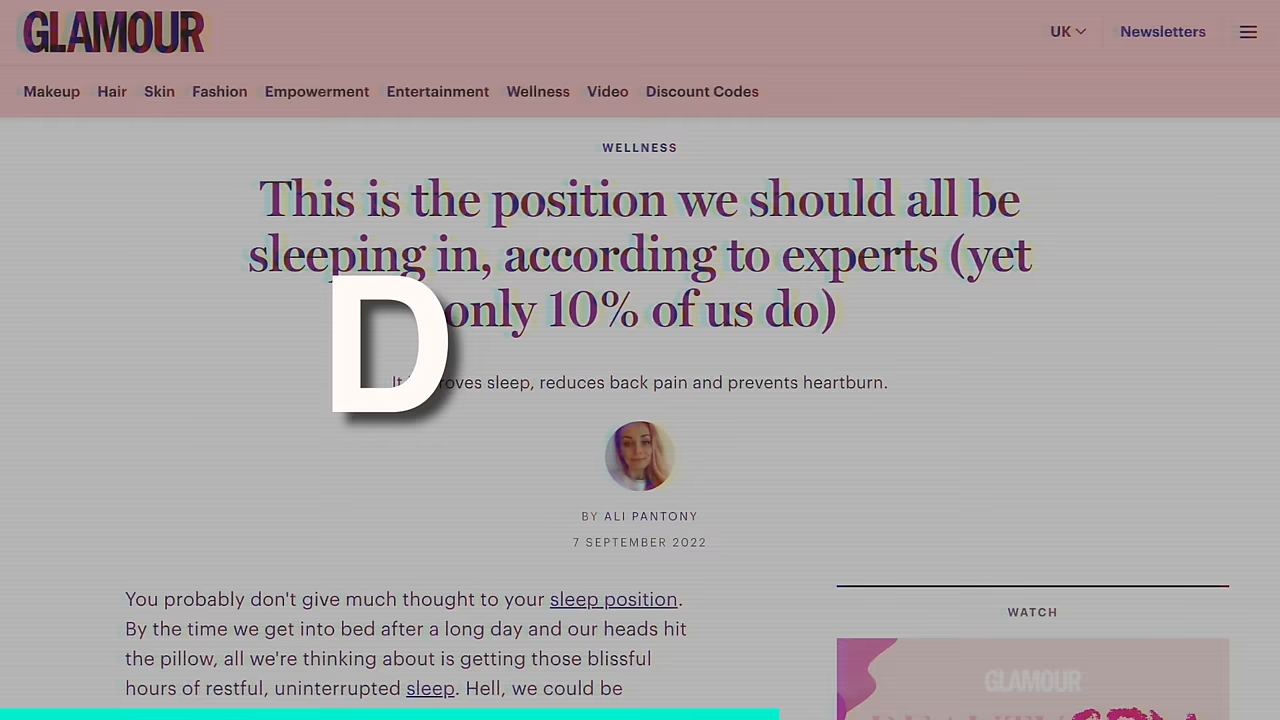 GLAMOUR
UK
Newsletters
Makeup Hair Skin Fashion Empowerment Entertainment Wellness Video Discount Codes
WELLNESS
This is the position we should all be
sleeping in, according to experts (yet
only 10% of us do)
D
It improves sleep, reduces back pain and prevents heartburn.
BY ALI PANTONY
7 SEPTEMBER 2022
You probably don't give much thought to your sleep position.
By the time we get into bed after a long day and our heads hit
the pillow, all we're thinking about is getting those blissful
hours of restful, uninterrupted sleep. Hell, we could be
WATCH
GLAMOUR